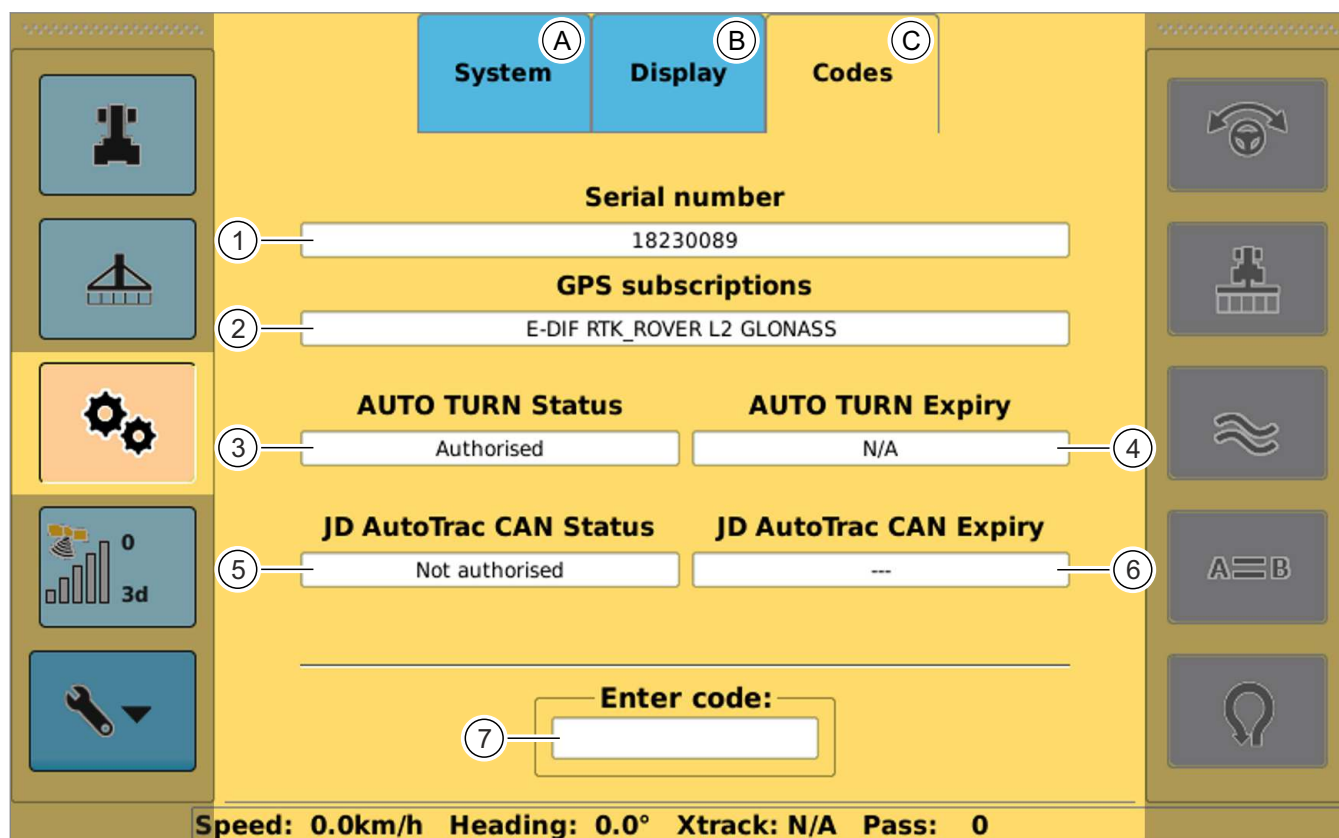 A B C
System Display Codes
Serial number
1 18230089
GPS subscriptions
2 E-DIF RTK_ROVER L2 GLONASS
AUTO TURN Status AUTO TURN Expiry
3 Authorised N/A 4
JD AutoTrac CAN Status JD AutoTrac CAN Expiry
0
3d
5 Not authorised --- 6
A B
Enter code:
7
Speed: 0.0km/h Heading: 0.0° Xtrack: N/A Pass: 0